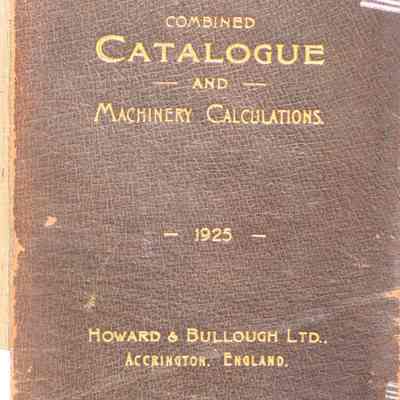 COMBINED
CATALOGUE
— AND —
MACHINERY CALCULATIONS.
— 1925 —
HOWARD & BULLOUGH LTD.,
ACCRINGTON, ENGLAND.